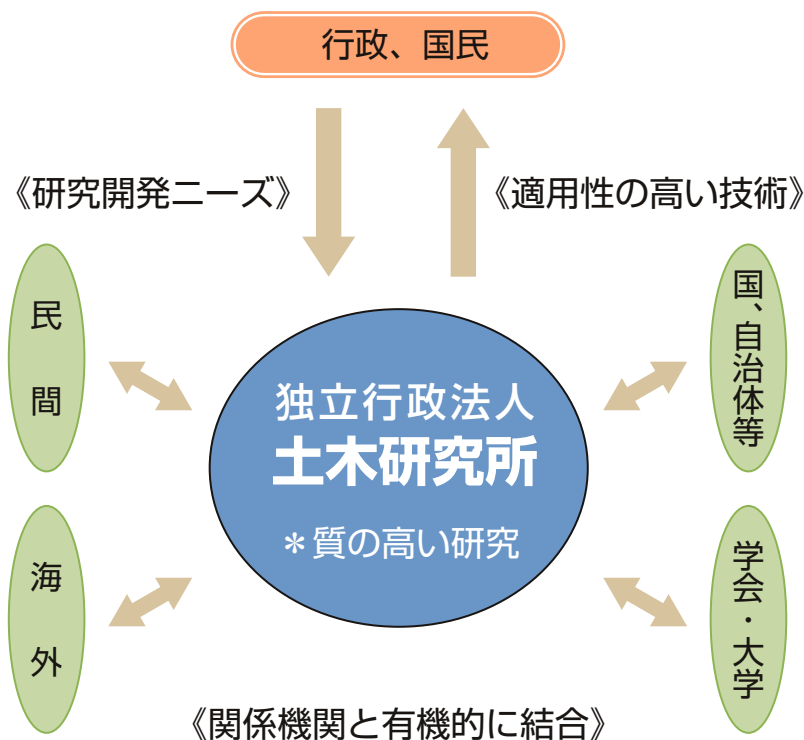 行政、国民
《研究開発ニーズ》
《適用性の高い技術》
民間
国、自治体等
独立行政法人
土木研究所
＊質の高い研究
海外
学会・大学
《関係機関と有機的に結合》